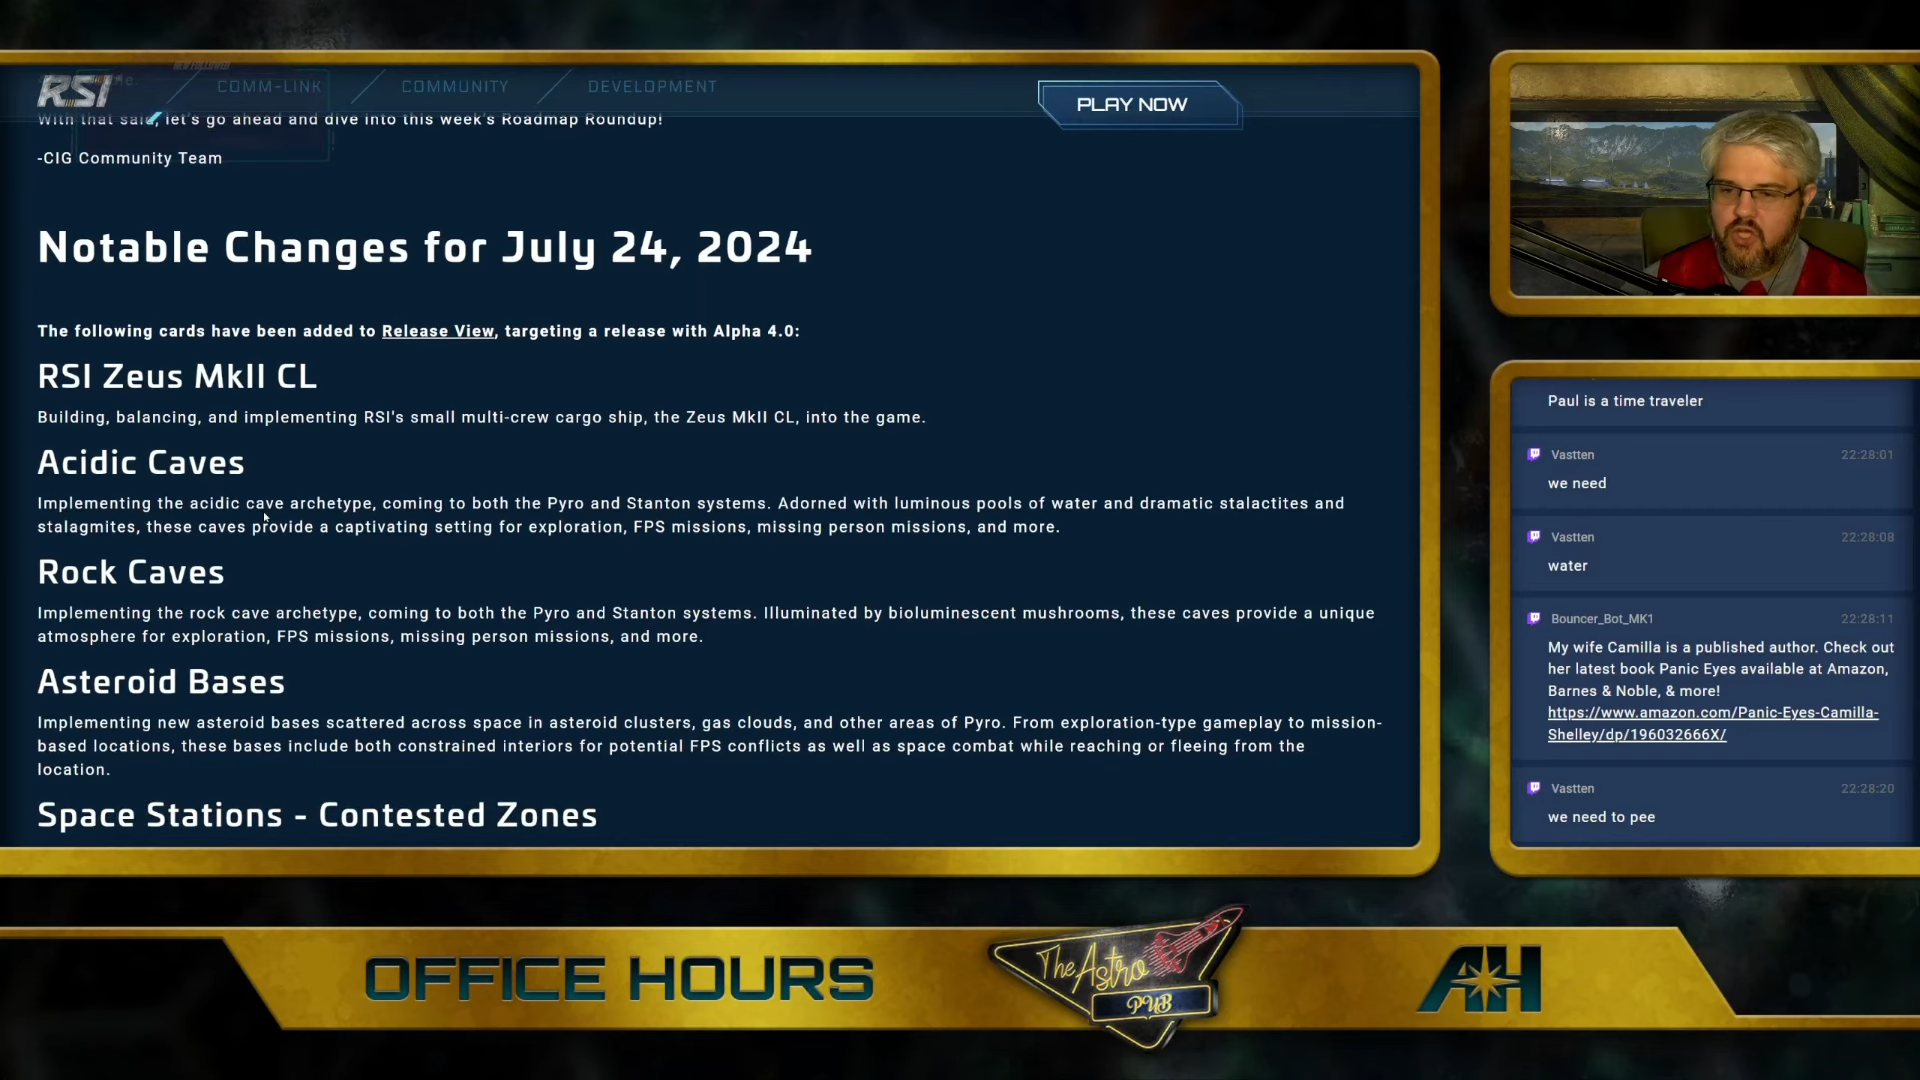 NEW FOLLOWER
RSI
COMM-LINK
COMMUNITY
DEVELOPMENT
PLAY NOW
With that said, let's go ahead and dive into this week's Roadmap Roundup!
-CIG Community Team
Notable Changes for July 24, 2024
The following cards have been added to Release View, targeting a release with Alpha 4.0:
RSI Zeus MkII CL
Building, balancing, and implementing RSI's small multi-crew cargo ship, the Zeus MkII CL, into the game.
Acidic Caves
Implementing the acidic cave archetype, coming to both the Pyro and Stanton systems. Adorned with luminous pools of water and dramatic stalactites and
stalagmites, these caves provide a captivating setting for exploration, FPS missions, missing person missions, and more.
Rock Caves
Implementing the rock cave archetype, coming to both the Pyro and Stanton systems. Illuminated by bioluminescent mushrooms, these caves provide a unique
atmosphere for exploration, FPS missions, missing person missions, and more.
Asteroid Bases
Implementing new asteroid bases scattered across space in asteroid clusters, gas clouds, and other areas of Pyro. From exploration-type gameplay to mission-
based locations, these bases include both constrained interiors for potential FPS conflicts as well as space combat while reaching or fleeing from the
location.
Space Stations - Contested Zones
Paul is a time traveler
Vastten 22:28:01
we need
Vastten 22:28:08
water
Bouncer_Bot_MK1 22:28:11
My wife Camilla is a published author. Check out
her latest book Panic Eyes available at Amazon,
Barnes & Noble, & more!
https://www.amazon.com/Panic-Eyes-Camilla-
Shelley/dp/196032666X/
Vastten 22:28:20
we need to pee
OFFICE HOURS
The Astro
PUB
AH